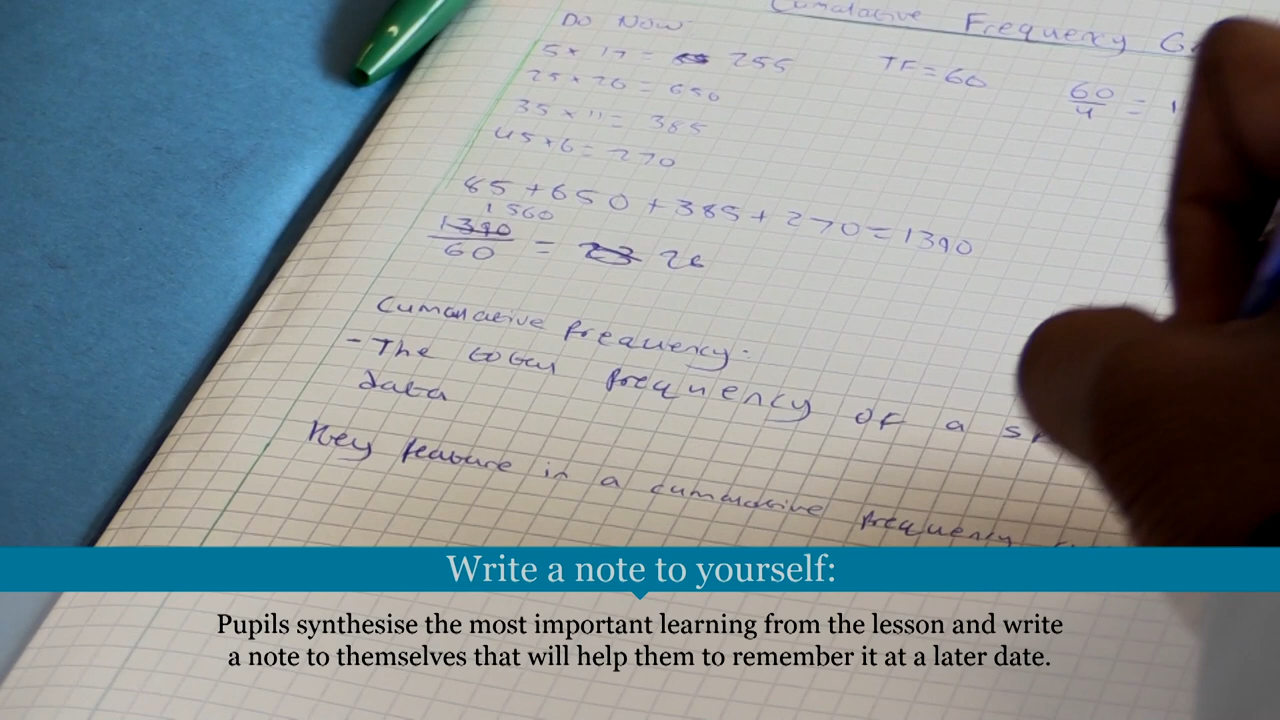 Cumulative Frequency
DO NOW
TF = 60
60/4 =
5 × 17 = 255
25 × 26 = 650
35 × 11 = 385
45 × 6 = 270
85 + 650 + 385 + 270 = 1390
1560
1390/60 = 23 26
Cumulative frequency:
- The total frequency of a
data
Key feature in a cumulative frequency
Write a note to yourself:
Pupils synthesise the most important learning from the lesson and write
a note to themselves that will help them to remember it at a later date.